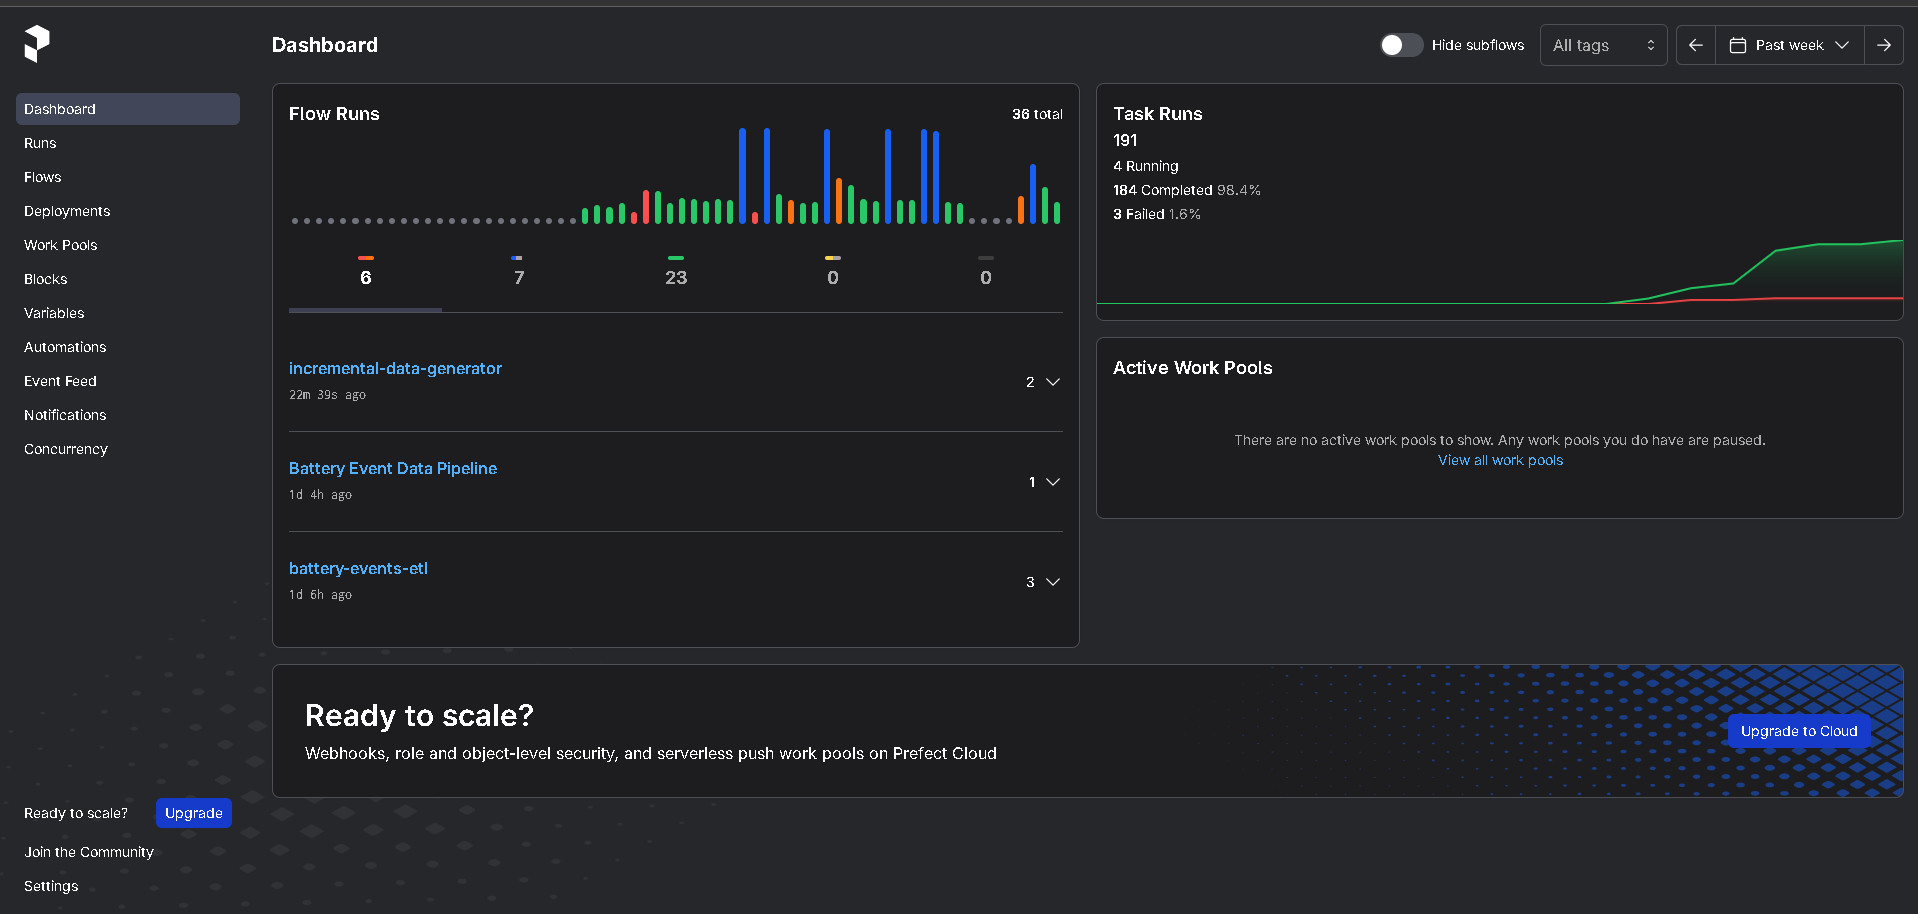 Dashboard
Runs
Flows
Deployments
Work Pools
Blocks
Variables
Automations
Event Feed
Notifications
Concurrency
Ready to scale?
Upgrade
Join the Community
Settings
Dashboard
Hide subflows
All tags
Past week
Flow Runs
36 total
6
7
23
0
0
incremental-data-generator
22m 39s ago
2
Battery Event Data Pipeline
1d 4h ago
1
battery-events-etl
1d 6h ago
3
Task Runs
191
4 Running
184 Completed 98.4%
3 Failed 1.6%
Active Work Pools
There are no active work pools to show. Any work pools you do have are paused.
View all work pools
Ready to scale?
Webhooks, role and object-level security, and serverless push work pools on Prefect Cloud
Upgrade to Cloud